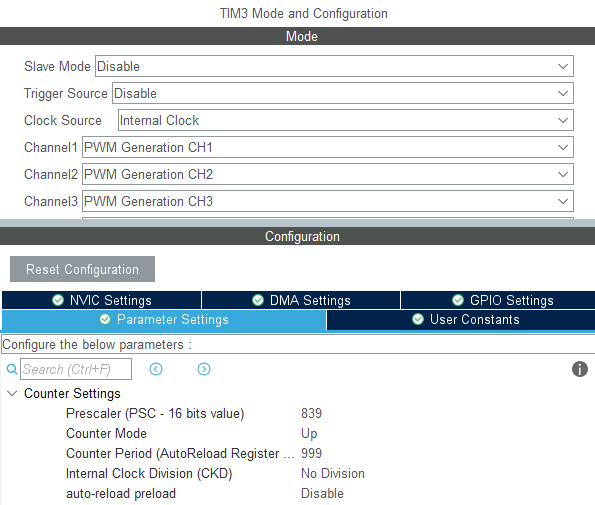 TIM3 Mode and Configuration
Mode
Slave Mode Disable
Trigger Source Disable
Clock Source Internal Clock
Channel1 PWM Generation CH1
Channel2 PWM Generation CH2
Channel3 PWM Generation CH3
Configuration
Reset Configuration
NVIC Settings DMA Settings GPIO Settings
Parameter Settings User Constants
Configure the below parameters :
Search (Ctrl+F)
Counter Settings
Prescaler (PSC - 16 bits value) 839
Counter Mode Up
Counter Period (AutoReload Register ... 999
Internal Clock Division (CKD) No Division
auto-reload preload Disable